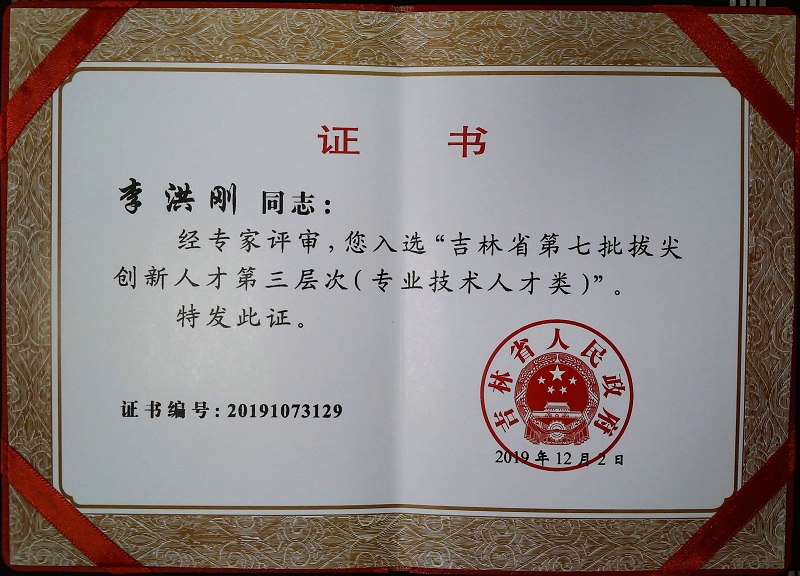 证 书
李洪刚 同志：
经专家评审，您入选“吉林省第七批拔尖
创新人才第三层次（专业技术人才类）”。
特发此证。
吉林省人民政府
证书编号：20191073129
2019年12月2日